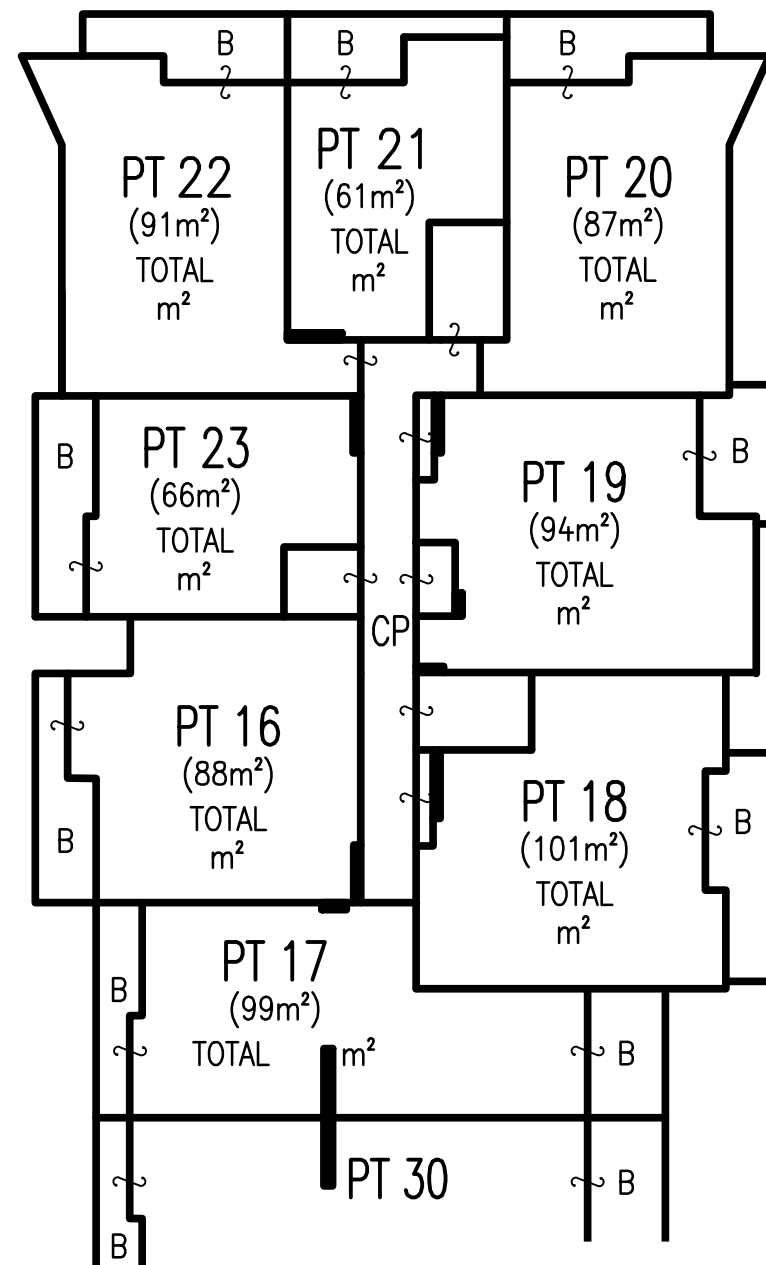 B
B
B
PT 22
(91m²)
TOTAL
m²
PT 21
(61m²)
TOTAL
m²
PT 20
(87m²)
TOTAL
m²
B
PT 23
(66m²)
TOTAL
m²
PT 19
(94m²)
TOTAL
m²
B
CP
PT 16
(88m²)
TOTAL
m²
B
PT 18
(101m²)
TOTAL
m²
B
PT 17
(99m²)
TOTAL m²
B
B
PT 30
B
B